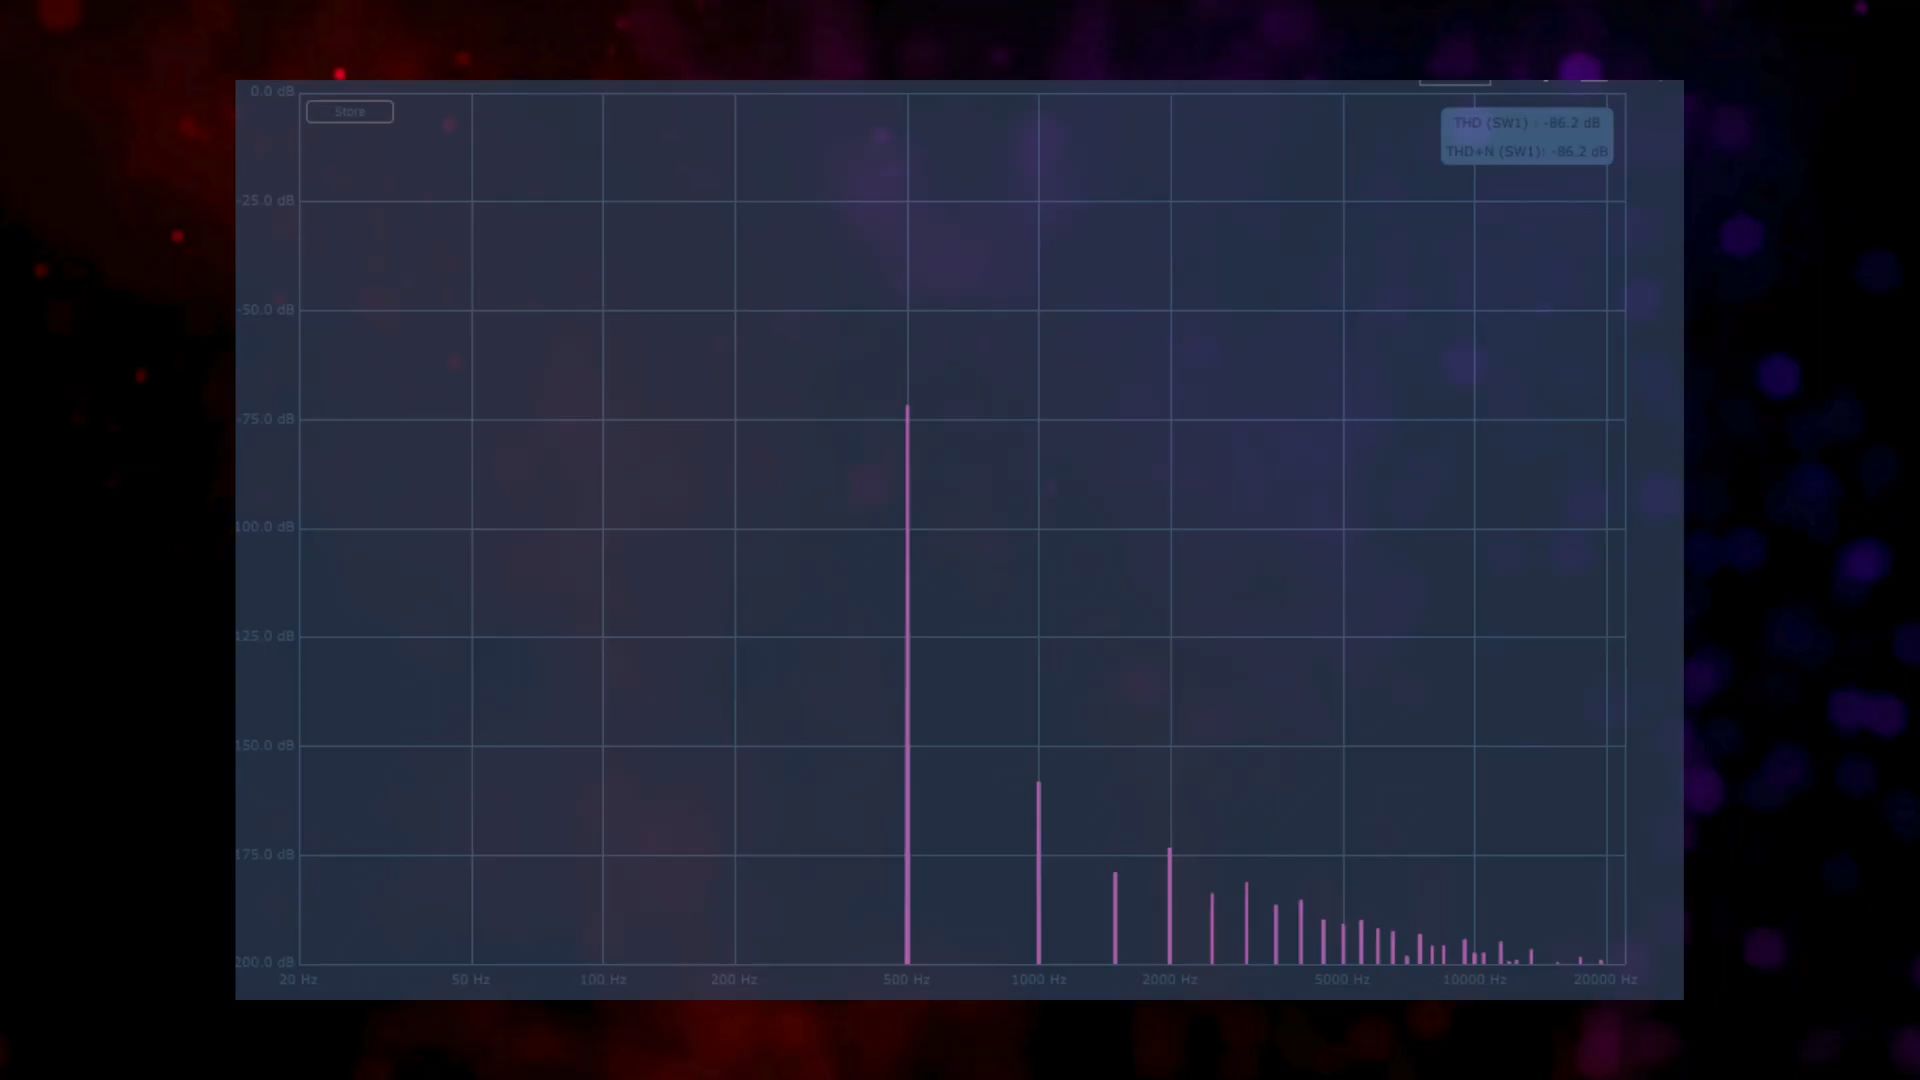 0.0 dB
Store
THD (SW1) : -86.2 dB
THD+N (SW1): -86.2 dB
-25.0 dB
-50.0 dB
-75.0 dB
100.0 dB
125.0 dB
150.0 dB
175.0 dB
200.0 dB
20 Hz 50 Hz 100 Hz 200 Hz 500 Hz 1000 Hz 2000 Hz 5000 Hz 10000 Hz 20000 Hz